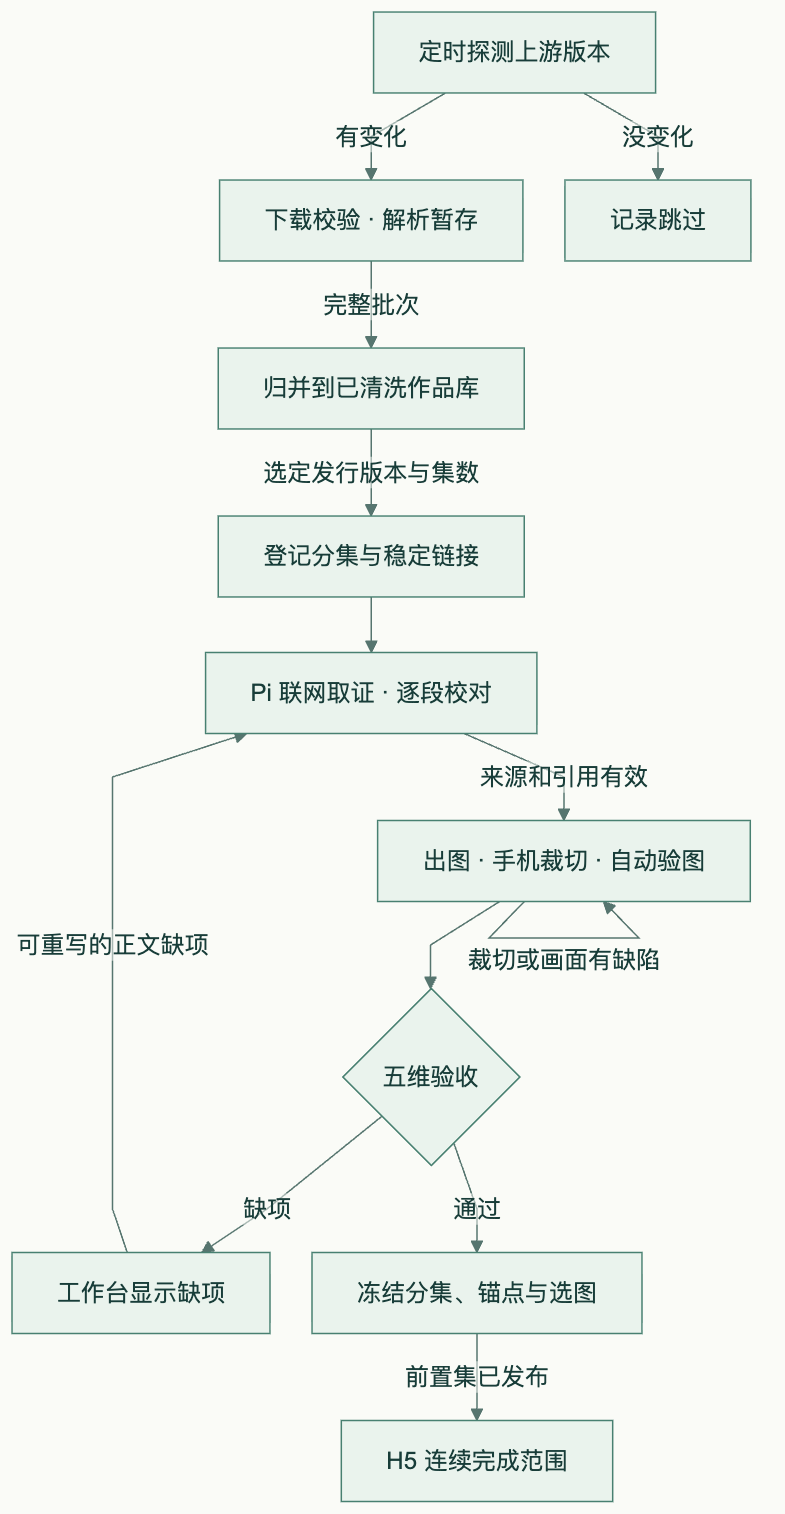 定时探测上游版本
有变化
没变化
下载校验 · 解析暂存
记录跳过
完整批次
归并到已清洗作品库
选定发行版本与集数
登记分集与稳定链接
Pi 联网取证 · 逐段校对
来源和引用有效
出图 · 手机裁切 · 自动验图
可重写的正文缺项
裁切或画面有缺陷
五维验收
缺项
通过
工作台显示缺项
冻结分集、锚点与选图
前置集已发布
H5 连续完成范围